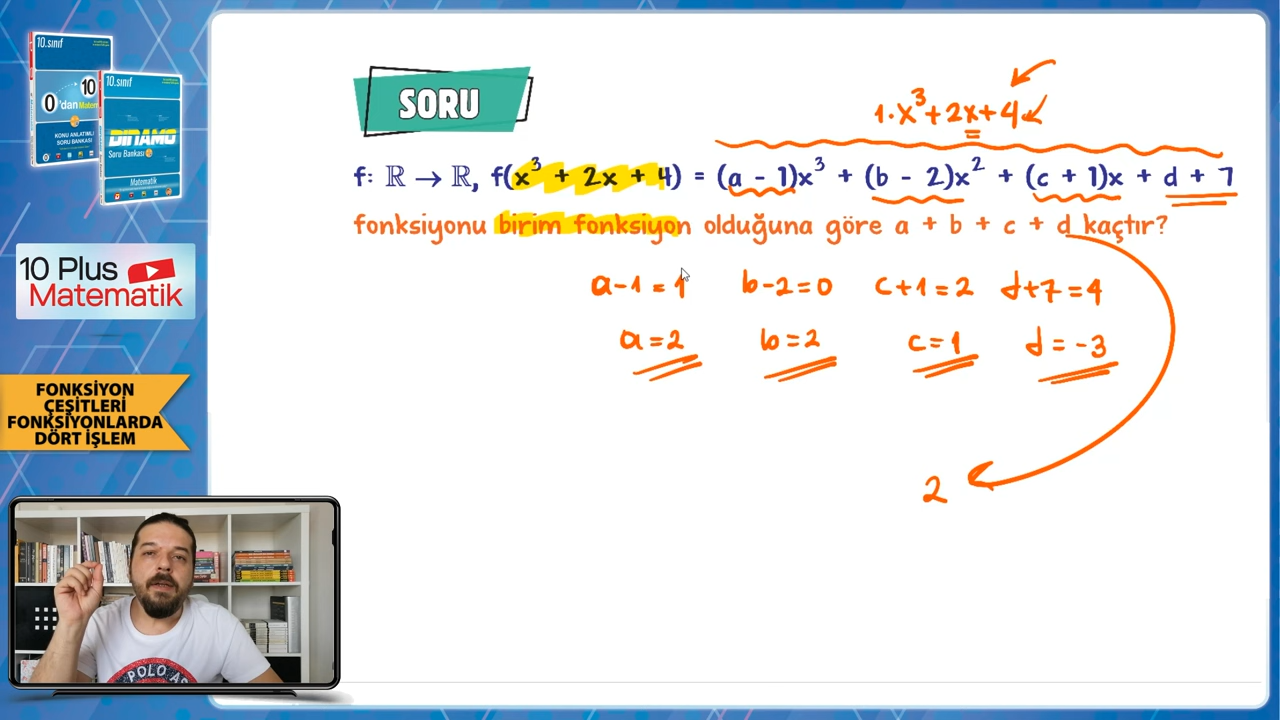 10.sınıf
0'dan 10
Matem
KONU ANLATIMLI
SORU BANKASI
10.sınıf
DİNAMO
Soru Bankası
Matematik
10 Plus
Matematik
FONKSİYON
ÇEŞİTLERİ
FONKSİYONLARDA
DÖRT İŞLEM
POLO AS
SORU
1.x³+2x+4
f: ℝ → ℝ, f(x³ + 2x + 4) = (a - 1)x³ + (b - 2)x² + (c + 1)x + d + 7
fonksiyonu birim fonksiyon olduğuna göre a + b + c + d kaçtır?
a-1=1 b-2=0 c+1=2 d+7=4
a=2 b=2 c=1 d=-3
2